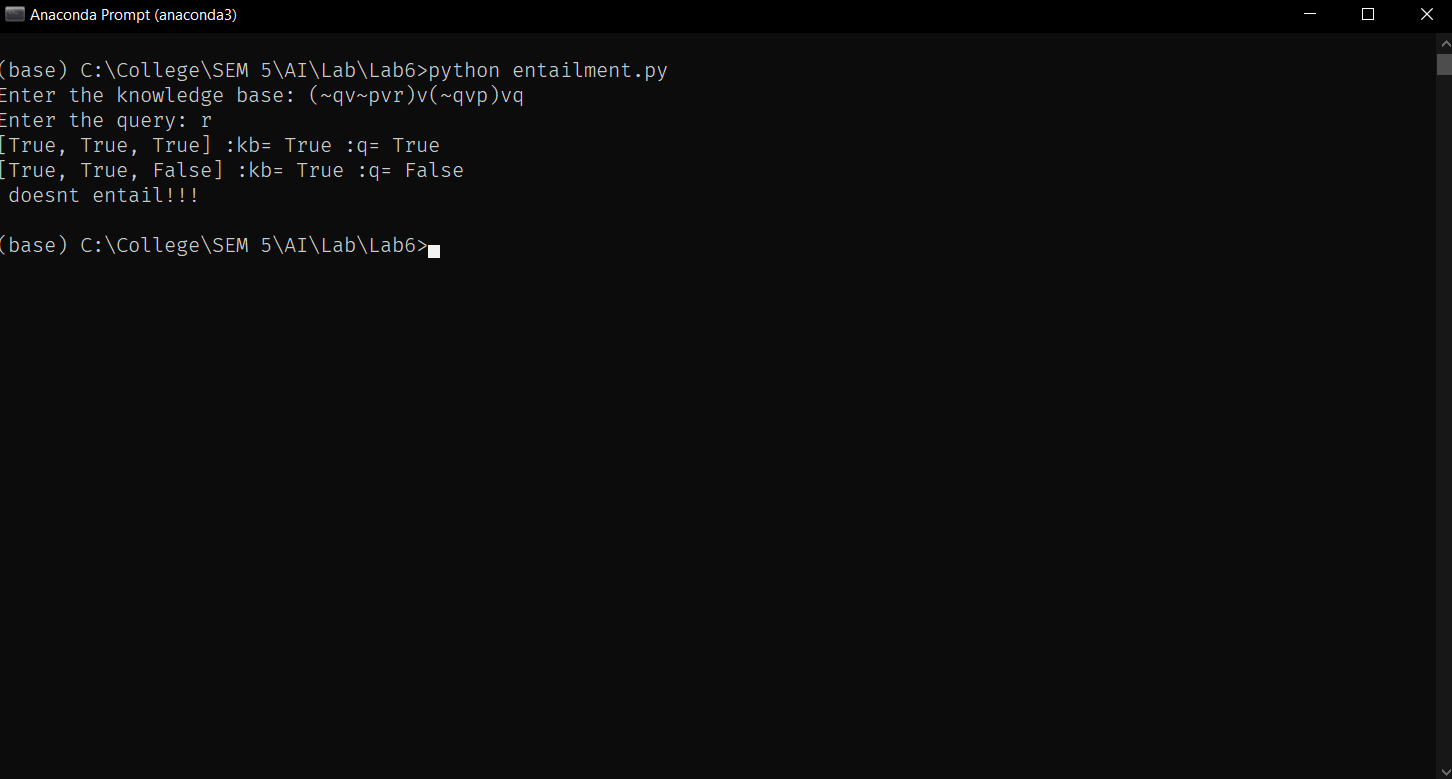 Anaconda Prompt (anaconda3)
(base) C:\College\SEM 5\AI\Lab\Lab6>python entailment.py
Enter the knowledge base: (~qv~pvr)v(~qvp)vq
Enter the query: r
[True, True, True] :kb= True :q= True
[True, True, False] :kb= True :q= False
doesnt entail!!!
(base) C:\College\SEM 5\AI\Lab\Lab6>